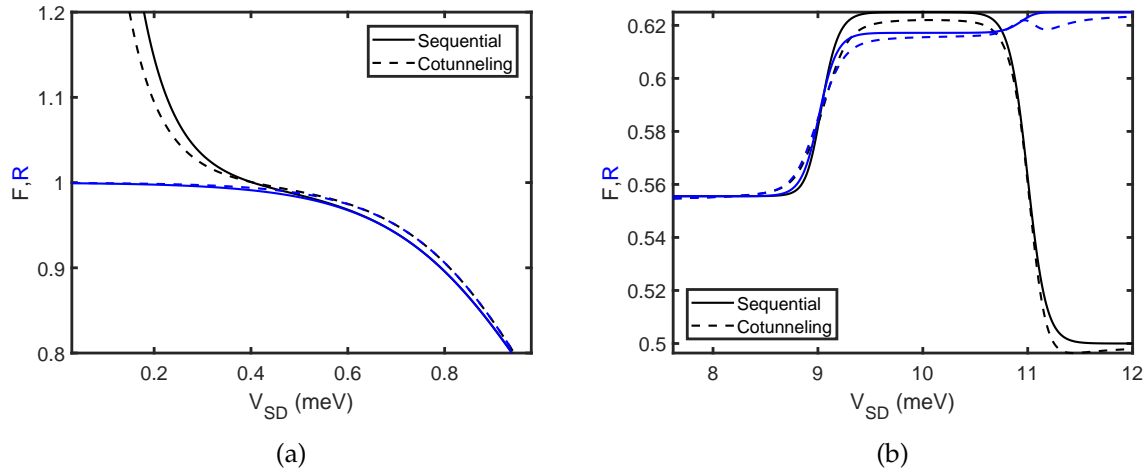 1.2
1.1
1
0.9
0.8
F,R
Sequential
Cotunneling
0.2 0.4 0.6 0.8
V_SD (meV)
(a)
0.62
0.6
0.58
0.56
0.54
0.52
0.5
F,R
Sequential
Cotunneling
8 9 10 11 12
V_SD (meV)
(b)